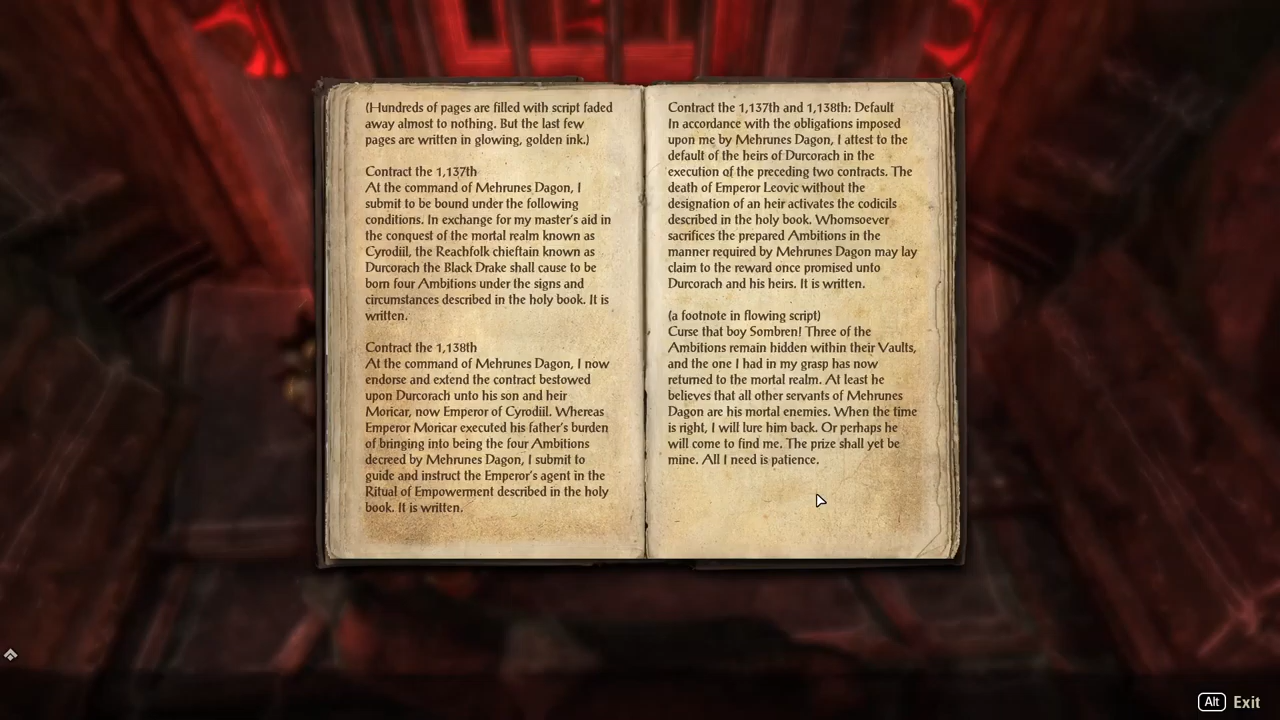 (Hundreds of pages are filled with script faded
away almost to nothing. But the last few
pages are written in glowing, golden ink.)
Contract the 1,137th
At the command of Mehrunes Dagon, I
submit to be bound under the following
conditions. In exchange for my master's aid in
the conquest of the mortal realm known as
Cyrodiil, the Reachfolk chieftain known as
Durcorach the Black Drake shall cause to be
born four Ambitions under the signs and
circumstances described in the holy book. It is
written.
Contract the 1,138th
At the command of Mehrunes Dagon, I now
endorse and extend the contract bestowed
upon Durcorach unto his son and heir
Moricar, now Emperor of Cyrodiil. Whereas
Emperor Moricar executed his father's burden
of bringing into being the four Ambitions
decreed by Mehrunes Dagon, I submit to
guide and instruct the Emperor's agent in the
Ritual of Empowerment described in the holy
book. It is written.
Contract the 1,137th and 1,138th: Default
In accordance with the obligations imposed
upon me by Mehrunes Dagon, I attest to the
default of the heirs of Durcorach in the
execution of the preceding two contracts. The
death of Emperor Leovic without the
designation of an heir activates the codicils
described in the holy book. Whomsoever
sacrifices the prepared Ambitions in the
manner required by Mehrunes Dagon may lay
claim to the reward once promised unto
Durcorach and his heirs. It is written.
(a footnote in flowing script)
Curse that boy Sombren! Three of the
Ambitions remain hidden within their Vaults,
and the one I had in my grasp has now
returned to the mortal realm. At least he
believes that all other servants of Mehrunes
Dagon are his mortal enemies. When the time
is right, I will lure him back. Or perhaps he
will come to find me. The prize shall yet be
mine. All I need is patience.
Alt Exit